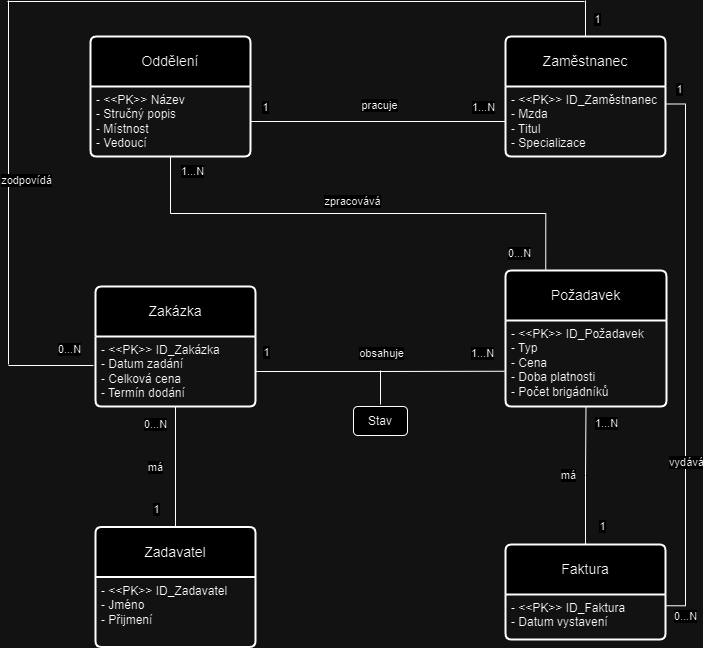 1
Oddělení
- <<PK>> Název
- Stručný popis
- Místnost
- Vedoucí
Zaměstnanec
- <<PK>> ID_Zaměstnanec
- Mzda
- Titul
- Specializace
1
1
pracuje
1...N
zodpovídá
1...N
zpracovává
0...N
Zakázka
- <<PK>> ID_Zakázka
- Datum zadání
- Celková cena
- Termín dodání
Požadavek
- <<PK>> ID_Požadavek
- Typ
- Cena
- Doba platnosti
- Počet brigádníků
0...N
1
obsahuje
1...N
Stav
0...N
má
1
1...N
má
1
vydává
Zadavatel
- <<PK>> ID_Zadavatel
- Jméno
- Přijmení
Faktura
- <<PK>> ID_Faktura
- Datum vystavení
0...N